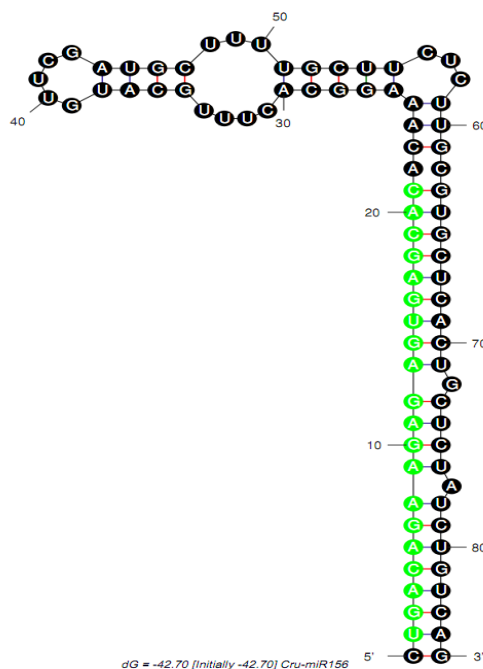 50
U U U
C G A U G C U G C U U C U C
U U G U A C G U U U C A C G G A
40 30
A U
A U 60
C G
A C
C G
20 A U
C G
G C
A U
G C
U A
G C 70
A U
G
G C
A U
10 G C
A U
A
A U
G C
A U 80
C G
A U
G C
U A
5' C G 3'
dG = -42.70 [Initially -42.70] Cru-miR156